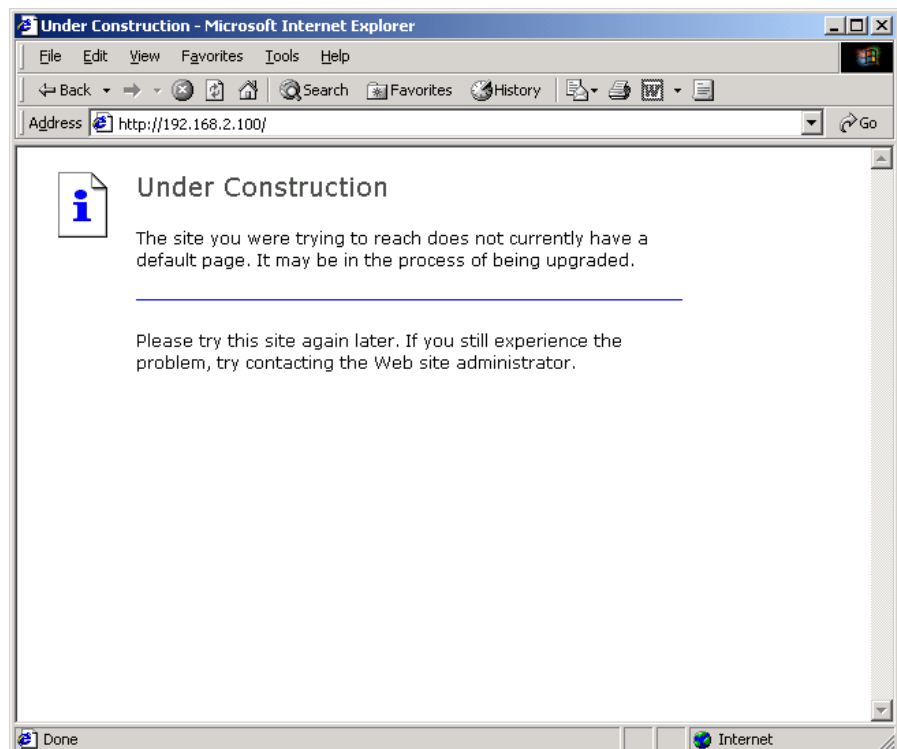 Under Construction - Microsoft Internet Explorer
File Edit View Favorites Tools Help
Back Search Favorites History
Address http://192.168.2.100/ Go
Under Construction
The site you were trying to reach does not currently have a
default page. It may be in the process of being upgraded.
Please try this site again later. If you still experience the
problem, try contacting the Web site administrator.
Done Internet